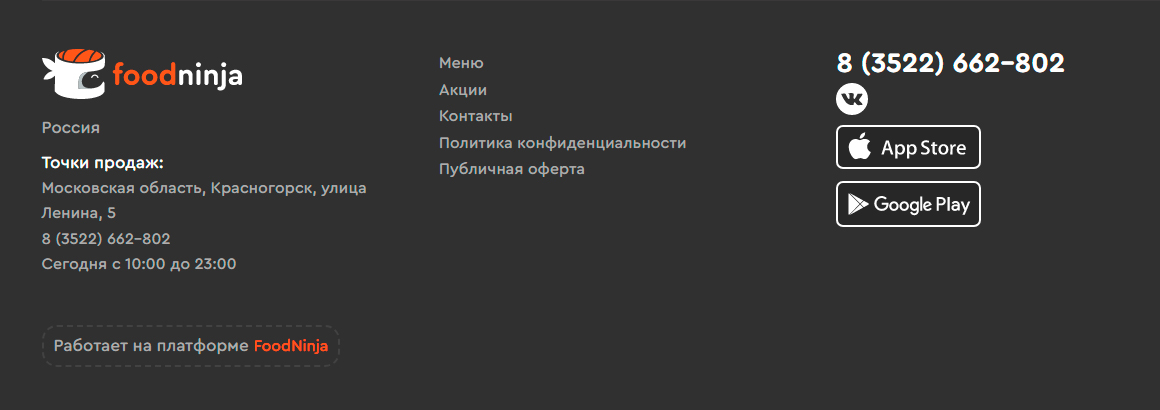 foodninja
Россия
Точки продаж:
Московская область, Красногорск, улица
Ленина, 5
8 (3522) 662-802
Сегодня с 10:00 до 23:00
Работает на платформе FoodNinja
Меню
Акции
Контакты
Политика конфиденциальности
Публичная оферта
8 (3522) 662-802
App Store
Google Play